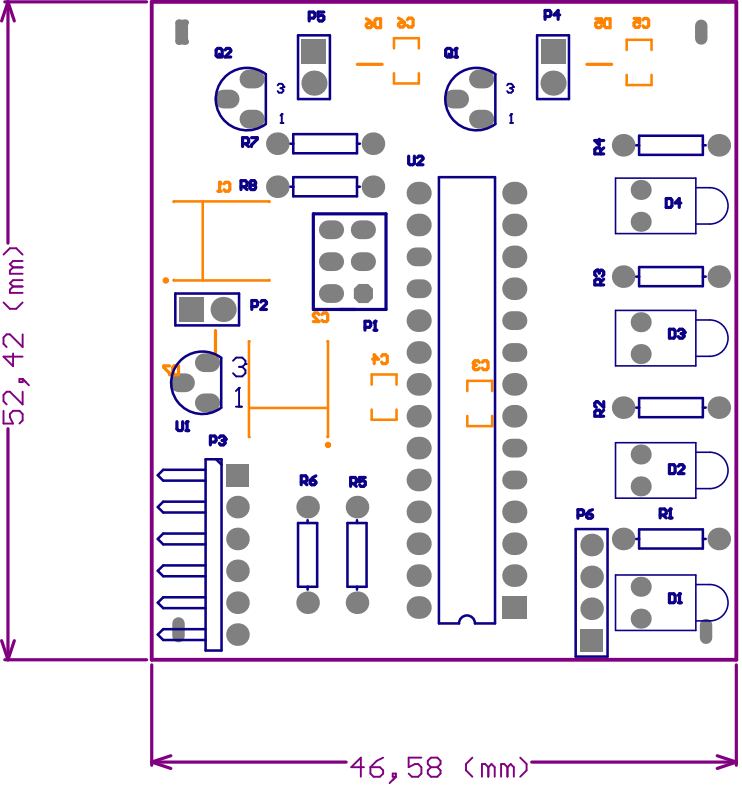 P5
D6
C6
P4
D5
C5
Q2
Q1
3
3
1
1
R7
R4
U2
C1
R8
D4
R3
P2
C2
P1
D3
52,42 (mm)
C4
C3
3
1
R2
U1
P3
D2
R6
R5
P6
R1
D1
46,58 (mm)